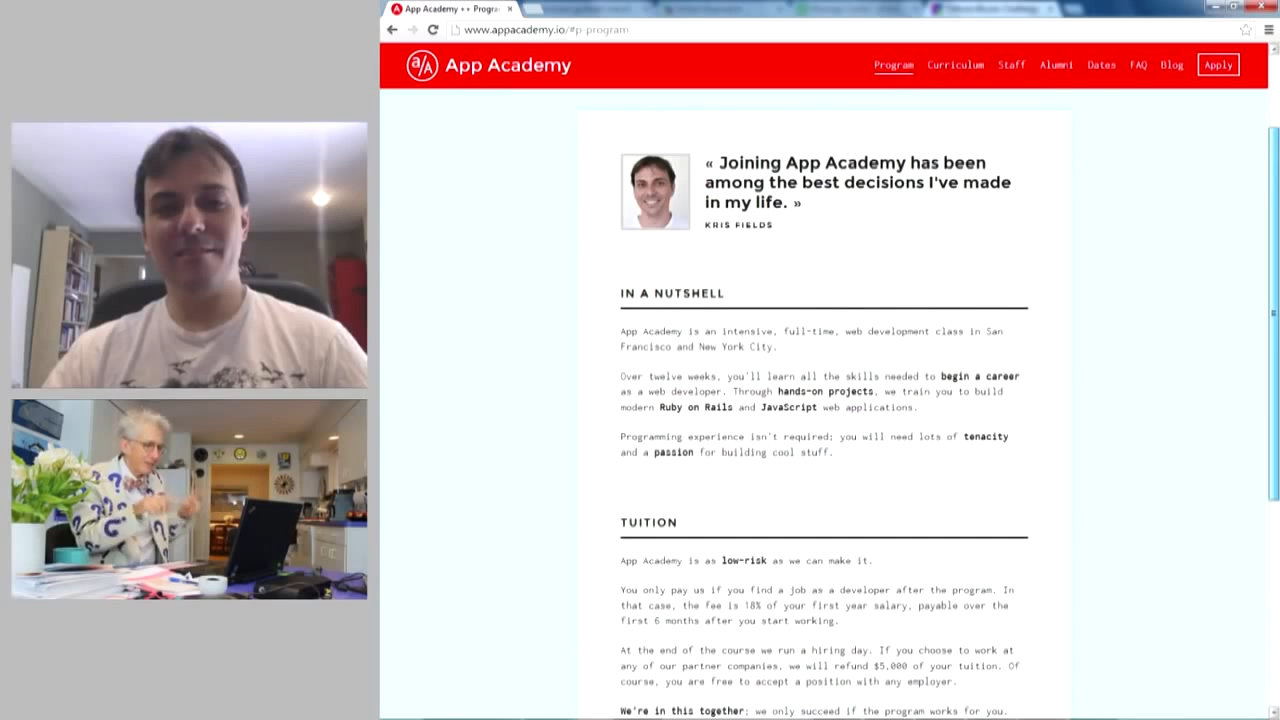 App Academy •• Progra
www.appacademy.io/#p-program
a/A App Academy
Program Curriculum Staff Alumni Dates FAQ Blog Apply
« Joining App Academy has been
among the best decisions I've made
in my life. »
KRIS FIELDS
IN A NUTSHELL
App Academy is an intensive, full-time, web development class in San
Francisco and New York City.
Over twelve weeks, you'll learn all the skills needed to begin a career
as a web developer. Through hands-on projects, we train you to build
modern Ruby on Rails and JavaScript web applications.
Programming experience isn't required; you will need lots of tenacity
and a passion for building cool stuff.
TUITION
App Academy is as low-risk as we can make it.
You only pay us if you find a job as a developer after the program. In
that case, the fee is 18% of your first year salary, payable over the
first 6 months after you start working.
At the end of the course we run a hiring day. If you choose to work at
any of our partner companies, we will refund $5,000 of your tuition. Of
course, you are free to accept a position with any employer.
We're in this together; we only succeed if the program works for you.